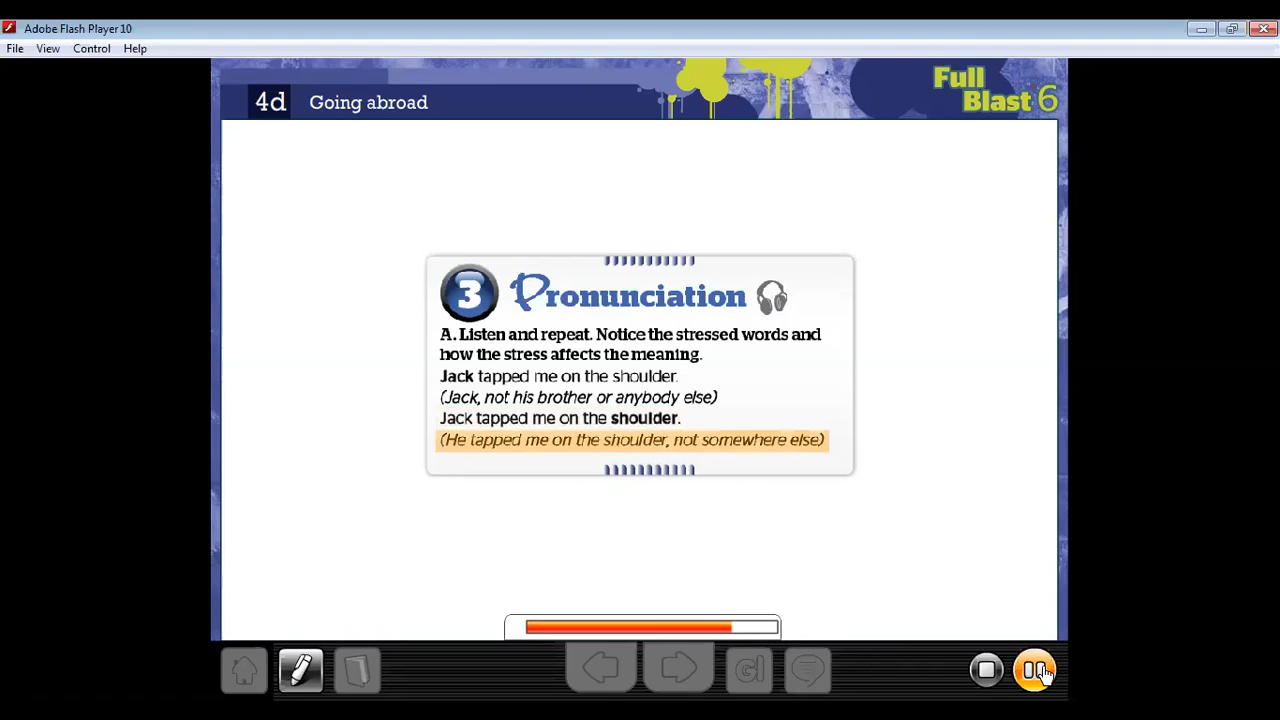 Adobe Flash Player 10
File View Control Help
4d Going abroad
Full
Blast 6
3 Pronunciation
A. Listen and repeat. Notice the stressed words and
how the stress affects the meaning.
Jack tapped me on the shoulder.
(Jack, not his brother or anybody else)
Jack tapped me on the shoulder.
(He tapped me on the shoulder, not somewhere else)
Gl